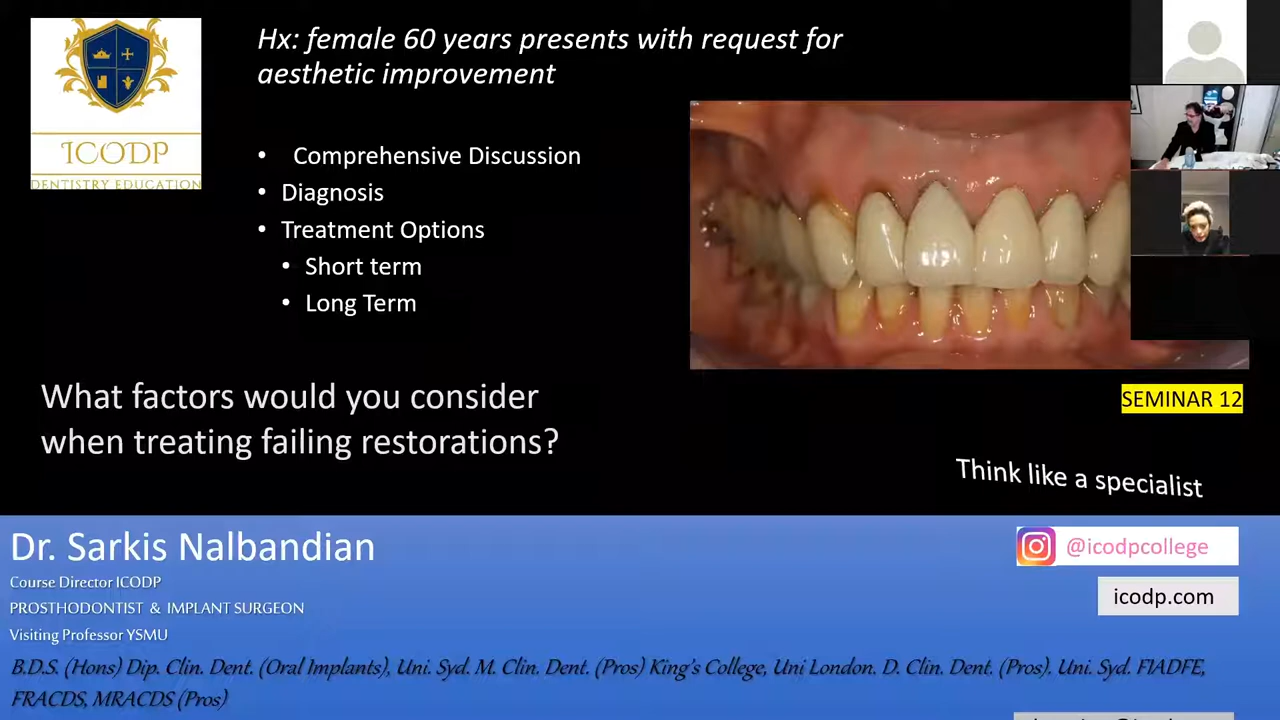 ICODP
DENTISTRY EDUCATION
Hx: female 60 years presents with request for
aesthetic improvement
• Comprehensive Discussion
• Diagnosis
• Treatment Options
• Short term
• Long Term
What factors would you consider
when treating failing restorations?
SEMINAR 12
Think like a specialist
Dr. Sarkis Nalbandian
Course Director ICODP
PROSTHODONTIST & IMPLANT SURGEON
Visiting Professor YSMU
B.D.S. (Hons) Dip. Clin. Dent. (Oral Implants), Uni. Syd. M. Clin. Dent. (Pros) King's College, Uni London. D. Clin. Dent. (Pros). Uni. Syd. FIADFE,
FRACDS, MRACDS (Pros)
@icodpcollege
icodp.com